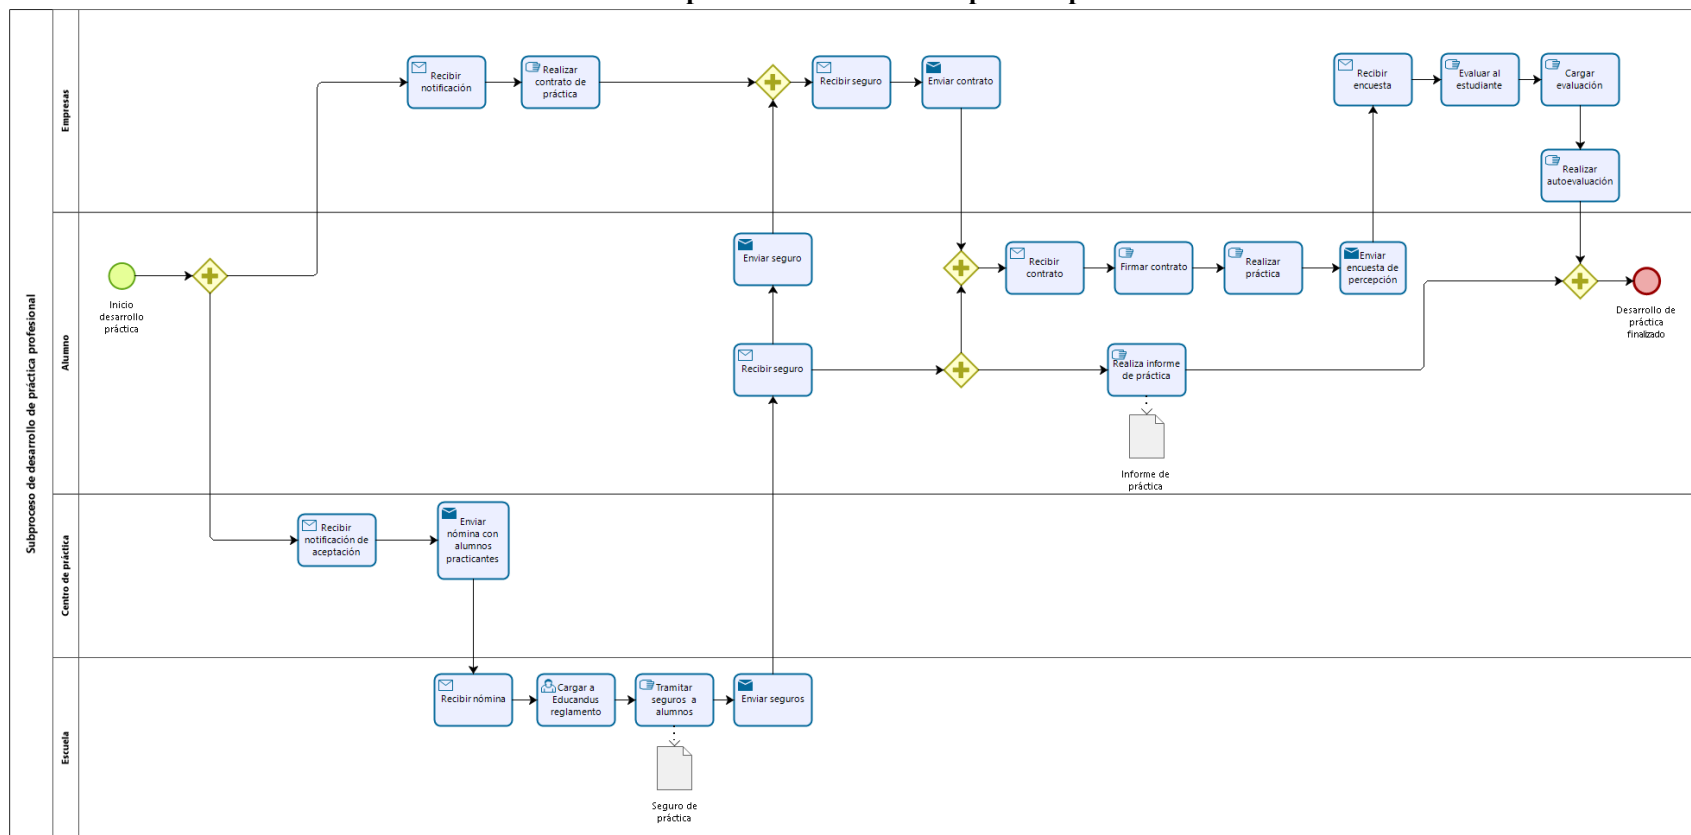 Subproceso de desarrollo de práctica profesional
Empresas
Recibir
notificación
Realizar
contrato de
práctica
Recibir seguro
Enviar contrato
Recibir
encuesta
Evaluar al
estudiante
Cargar
evaluación
Realizar
autoevaluación
Alumno
Inicio
desarrollo
práctica
Enviar seguro
Recibir seguro
Recibir
contrato
Firmar contrato
Realizar
práctica
Enviar
encuesta de
percepción
Realiza informe
de práctica
Informe de
práctica
Desarrollo de
práctica
finalizado
Centro de práctica
Recibir
notificación de
aceptación
Enviar
nómina con
alumnos
practicantes
Escuela
Recibir nómina
Cargar a
Educandus
reglamento
Tramitar
seguros a
alumnos
Enviar seguros
Seguro de
práctica